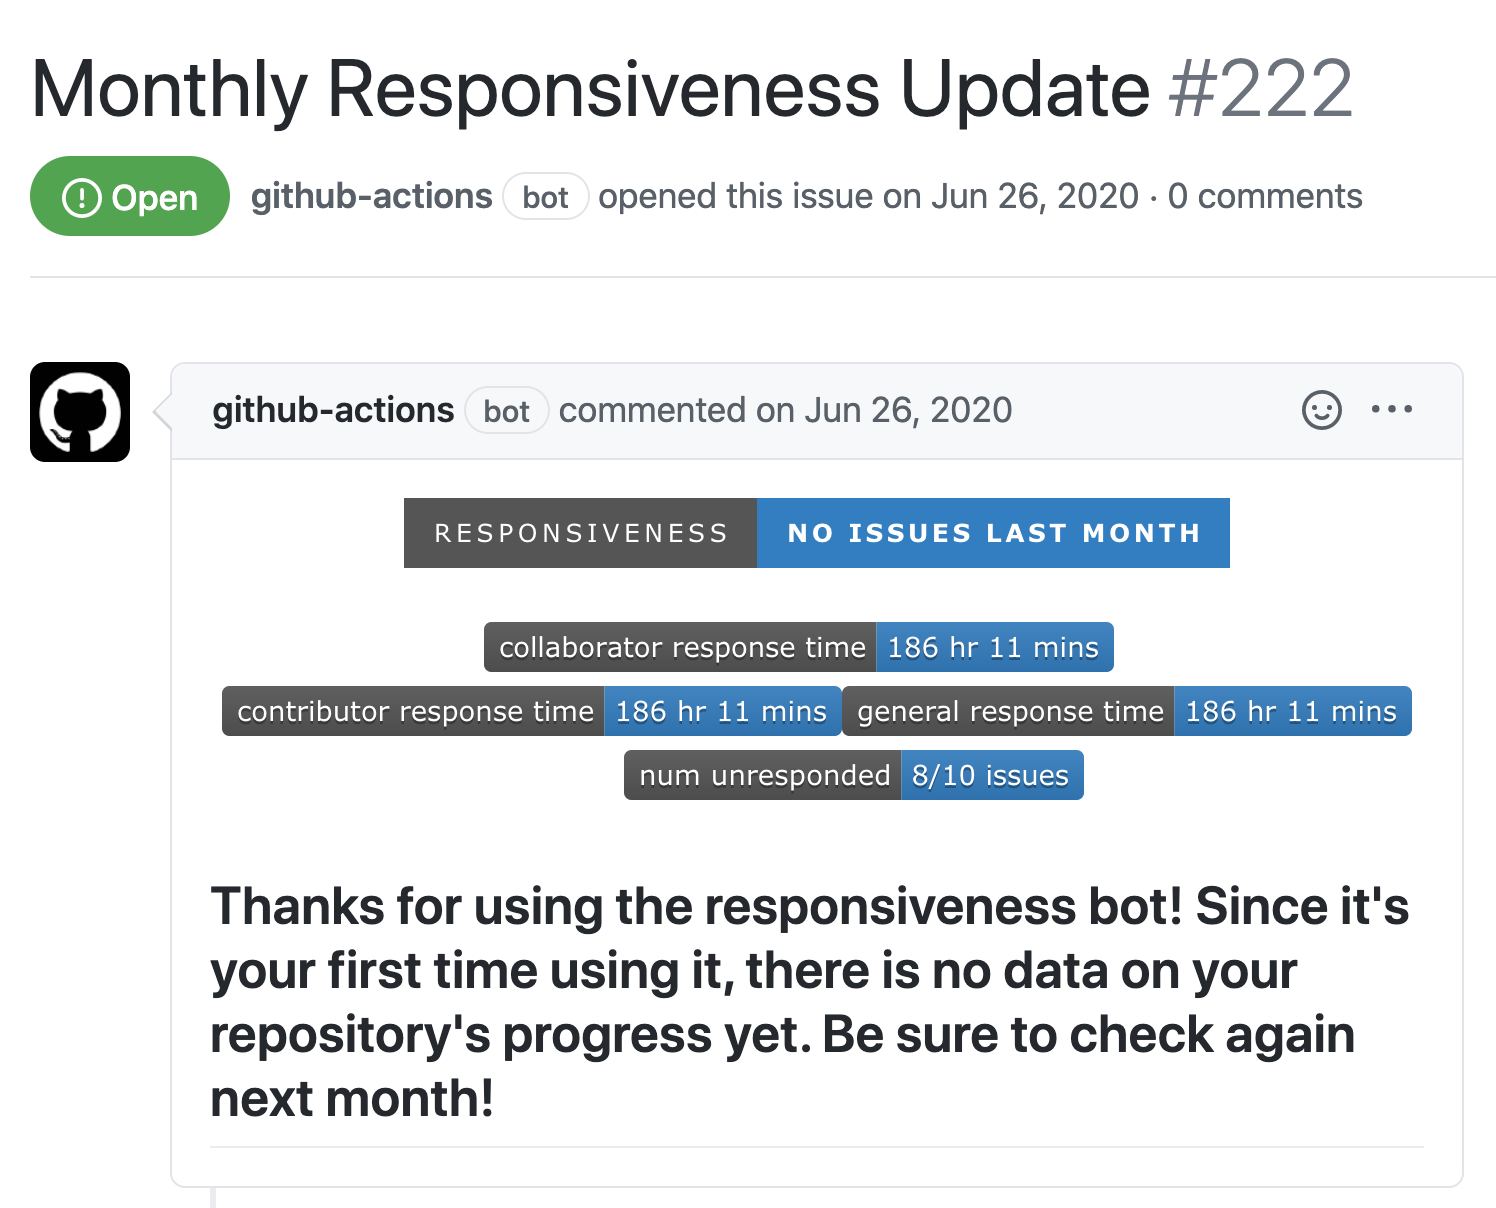 Monthly Responsiveness Update #222
Open github-actions bot opened this issue on Jun 26, 2020 · 0 comments
github-actions bot commented on Jun 26, 2020
RESPONSIVENESS NO ISSUES LAST MONTH
collaborator response time 186 hr 11 mins
contributor response time 186 hr 11 mins general response time 186 hr 11 mins
num unresponded 8/10 issues
Thanks for using the responsiveness bot! Since it's
your first time using it, there is no data on your
repository's progress yet. Be sure to check again
next month!